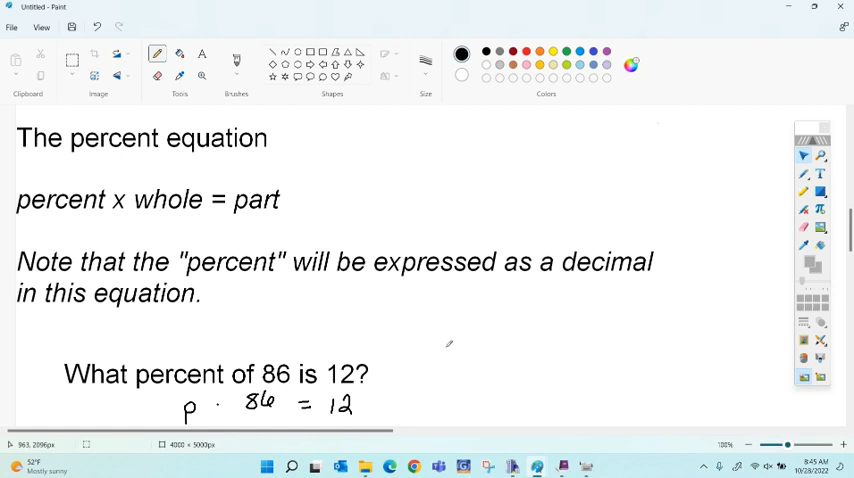 Untitled - Paint
File View
Clipboard Image Tools Brushes Shapes Size Colors
The percent equation
percent x whole = part
Note that the "percent" will be expressed as a decimal
in this equation.
What percent of 86 is 12?
p · 86 = 12
963, 2096px 4000 × 5000px 100%
52°F 8:45 AM
Mostly sunny 10/28/2022